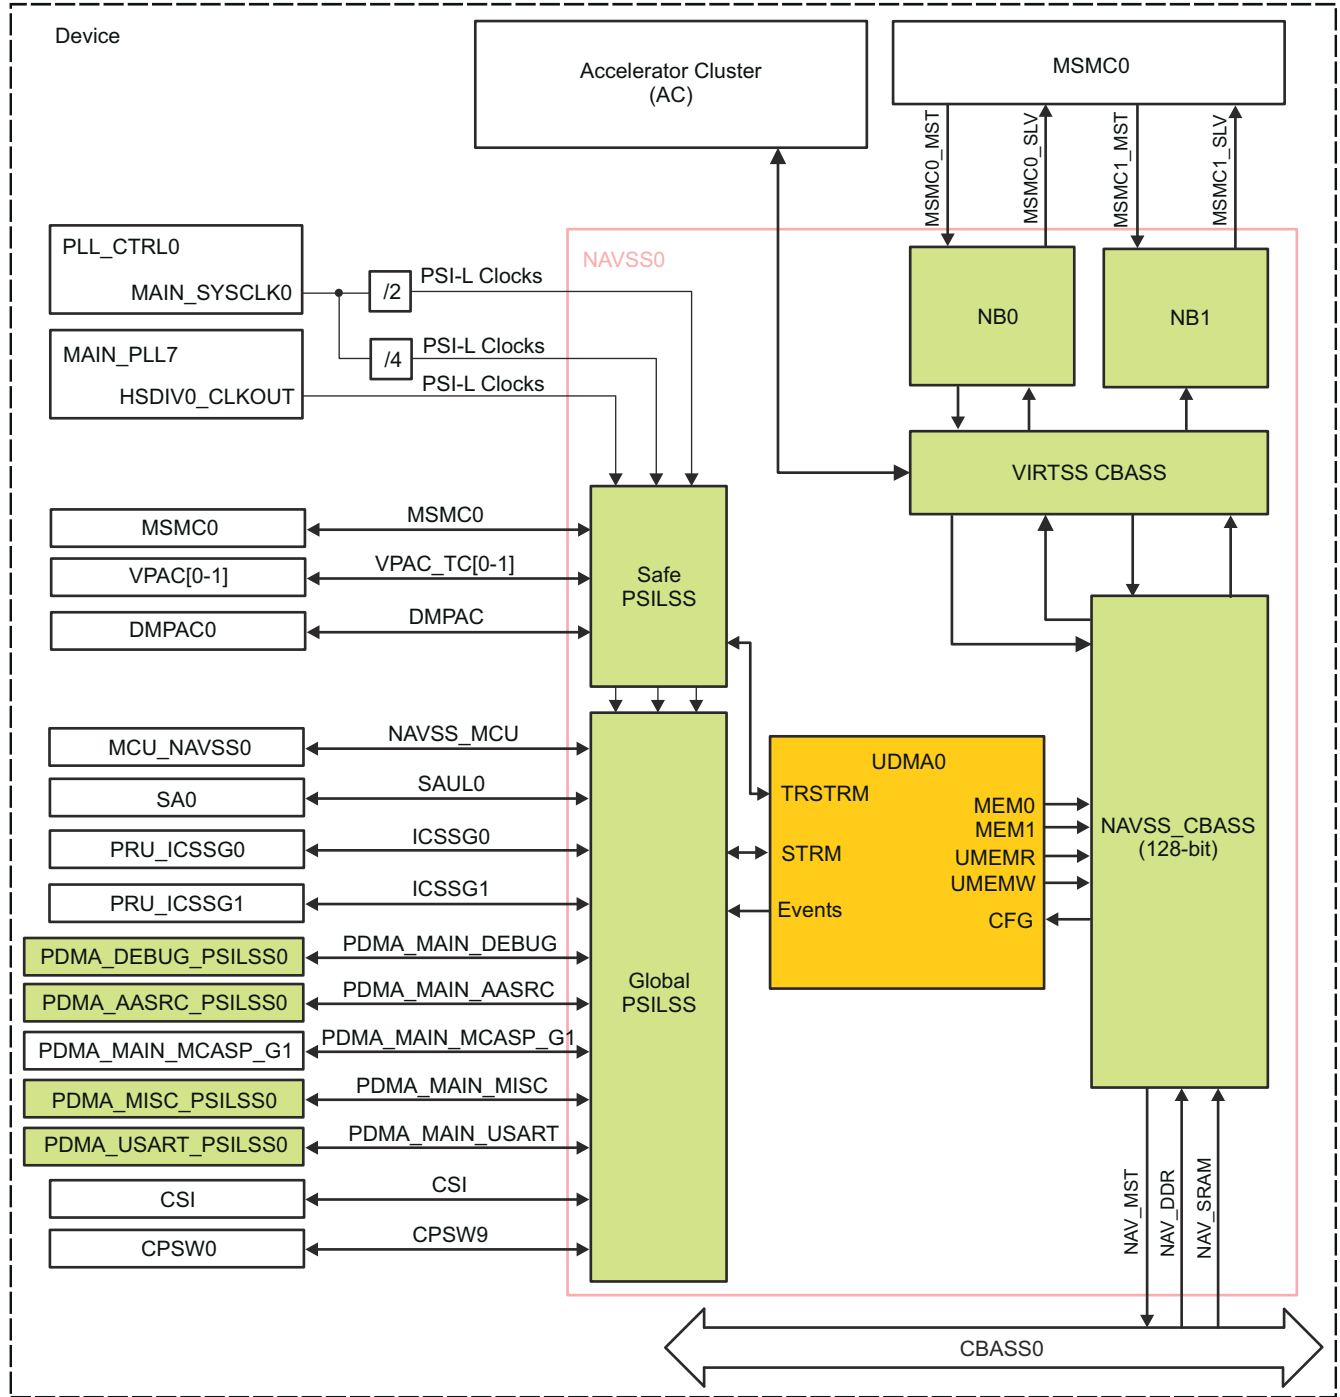 Device
Accelerator Cluster
(AC)
MSMC0
MSMC0_MST
MSMC0_SLV
MSMC1_MST
MSMC1_SLV
PLL_CTRL0
MAIN_SYSCLK0
/2
PSI-L Clocks
NAVSS0
NB0
NB1
MAIN_PLL7
HSDIV0_CLKOUT
/4
PSI-L Clocks
PSI-L Clocks
VIRTSS CBASS
MSMC0
MSMC0
VPAC[0-1]
VPAC_TC[0-1]
DMPAC0
DMPAC
Safe
PSILSS
MCU_NAVSS0
NAVSS_MCU
SA0
SAUL0
PRU_ICSSG0
ICSSG0
PRU_ICSSG1
ICSSG1
PDMA_DEBUG_PSILSS0
PDMA_MAIN_DEBUG
PDMA_AASRC_PSILSS0
PDMA_MAIN_AASRC
PDMA_MAIN_MCASP_G1
PDMA_MAIN_MCASP_G1
PDMA_MISC_PSILSS0
PDMA_MAIN_MISC
PDMA_USART_PSILSS0
PDMA_MAIN_USART
CSI
CSI
CPSW0
CPSW9
Global
PSILSS
UDMA0
TRSTRM
STRM
Events
MEM0
MEM1
UMEMR
UMEMW
CFG
NAVSS_CBASS
(128-bit)
NAV_MST
NAV_DDR
NAV_SRAM
CBASS0